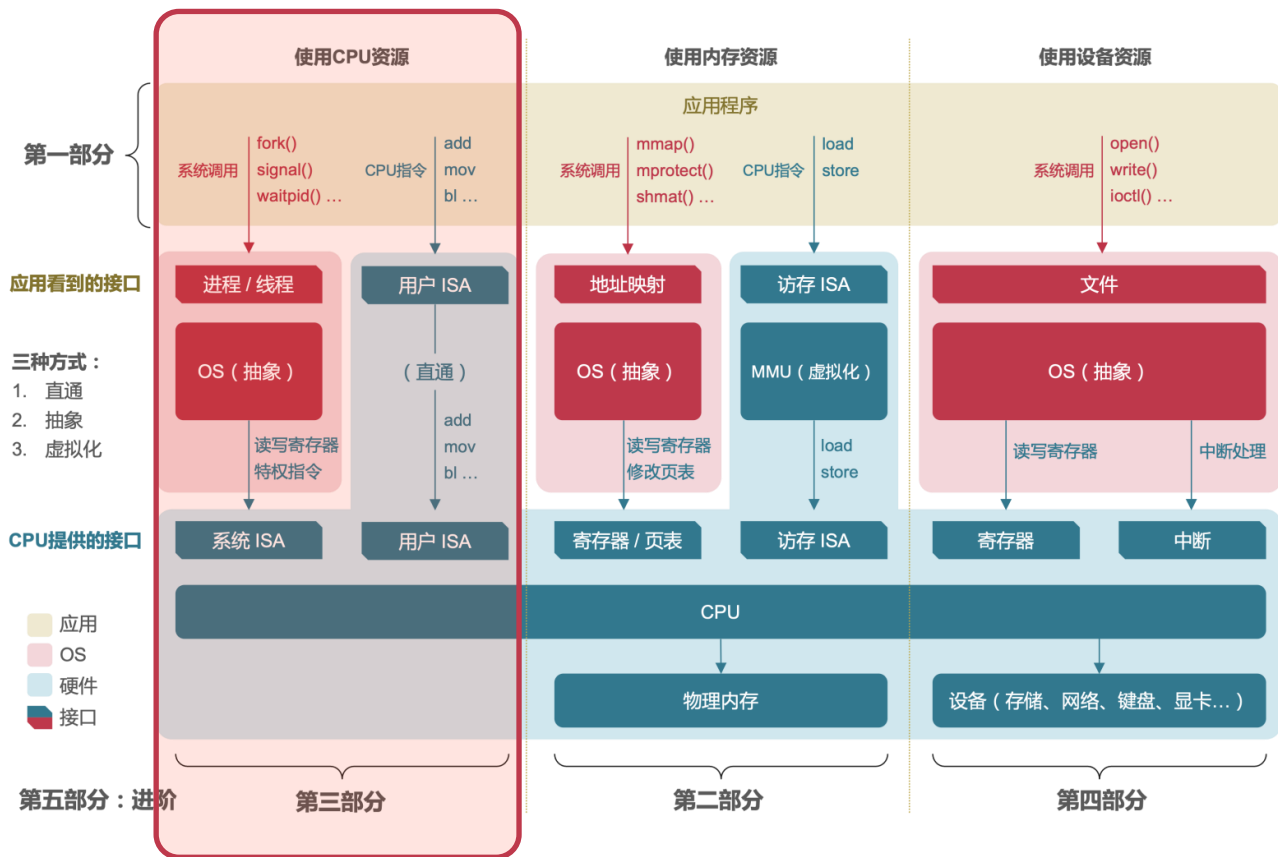 使用CPU资源
使用内存资源
使用设备资源
应用程序
第一部分
系统调用
fork()
signal()
waitpid() …
CPU指令
add
mov
bl …
系统调用
mmap()
mprotect()
shmat() …
CPU指令
load
store
系统调用
open()
write()
ioctl() …
应用看到的接口
进程 / 线程
用户 ISA
地址映射
访存 ISA
文件
三种方式：
1. 直通
2. 抽象
3. 虚拟化
OS（抽象）
（直通）
OS（抽象）
MMU（虚拟化）
OS（抽象）
读写寄存器
特权指令
add
mov
bl …
读写寄存器
修改页表
load
store
读写寄存器
中断处理
CPU提供的接口
系统 ISA
用户 ISA
寄存器 / 页表
访存 ISA
寄存器
中断
CPU
应用
OS
硬件
接口
物理内存
设备（存储、网络、键盘、显卡…）
第五部分：进阶
第三部分
第二部分
第四部分